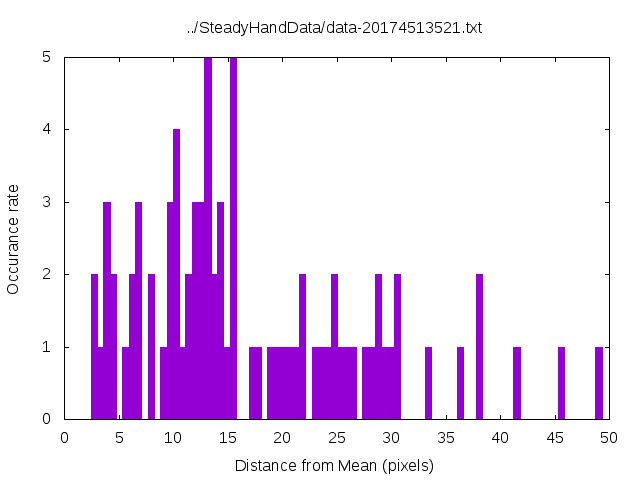 ../SteadyHandData/data-20174513521.txt
5
4
3
2
1
0
Occurance rate
0 5 10 15 20 25 30 35 40 45 50
Distance from Mean (pixels)